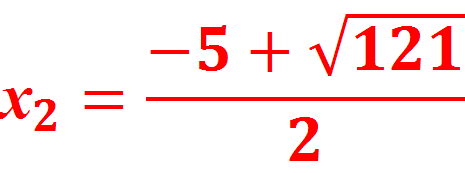 x₂ = (−5 + √121) / 2